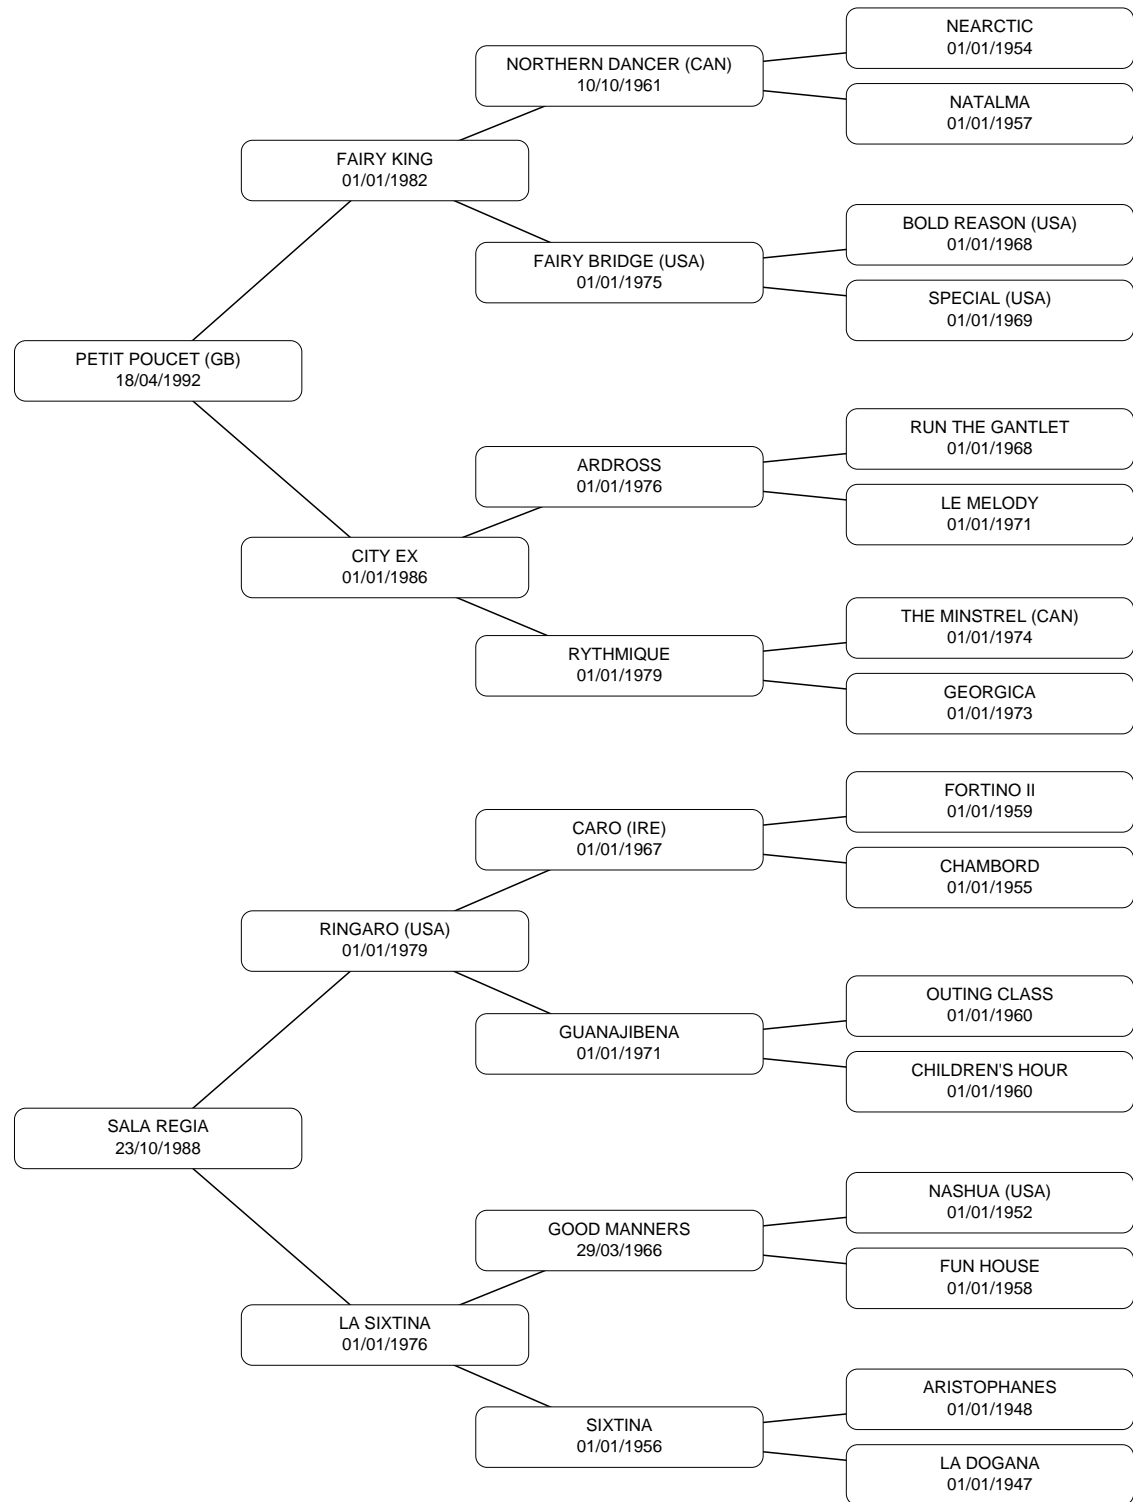 NEARCTIC
01/01/1954
NORTHERN DANCER (CAN)
10/10/1961
NATALMA
01/01/1957
FAIRY KING
01/01/1982
BOLD REASON (USA)
01/01/1968
FAIRY BRIDGE (USA)
01/01/1975
SPECIAL (USA)
01/01/1969
PETIT POUCET (GB)
18/04/1992
RUN THE GANTLET
01/01/1968
ARDROSS
01/01/1976
LE MELODY
01/01/1971
CITY EX
01/01/1986
THE MINSTREL (CAN)
01/01/1974
RYTHMIQUE
01/01/1979
GEORGICA
01/01/1973
FORTINO II
01/01/1959
CARO (IRE)
01/01/1967
CHAMBORD
01/01/1955
RINGARO (USA)
01/01/1979
OUTING CLASS
01/01/1960
GUANAJIBENA
01/01/1971
CHILDREN'S HOUR
01/01/1960
SALA REGIA
23/10/1988
NASHUA (USA)
01/01/1952
GOOD MANNERS
29/03/1966
FUN HOUSE
01/01/1958
LA SIXTINA
01/01/1976
ARISTOPHANES
01/01/1948
SIXTINA
01/01/1956
LA DOGANA
01/01/1947